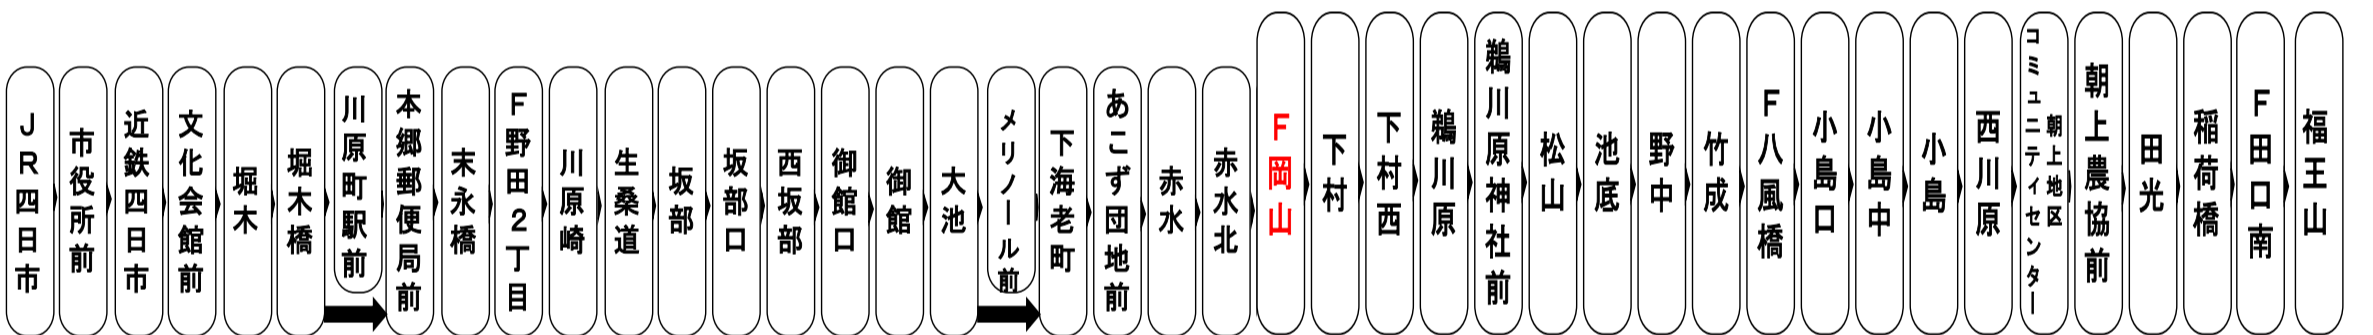 JR四日市
市役所前
近鉄四日市
文化会館前
堀木
堀木橋
川原町駅前
本郷郵便局前
末永橋
F野田2丁目
川原崎
生桑道
坂部
坂部口
西坂部
御館口
御館
大池
メリノール前
下海老町
あこず団地前
赤水
赤水北
F岡山
下村
下村西
鵜川原
鵜川原神社前
松山
池底
野中
竹成
F八風橋
小島口
小島中
小島
西川原
朝上地区
コミュニティセンター
朝上農協前
田光
稲荷橋
F田口南
福王山